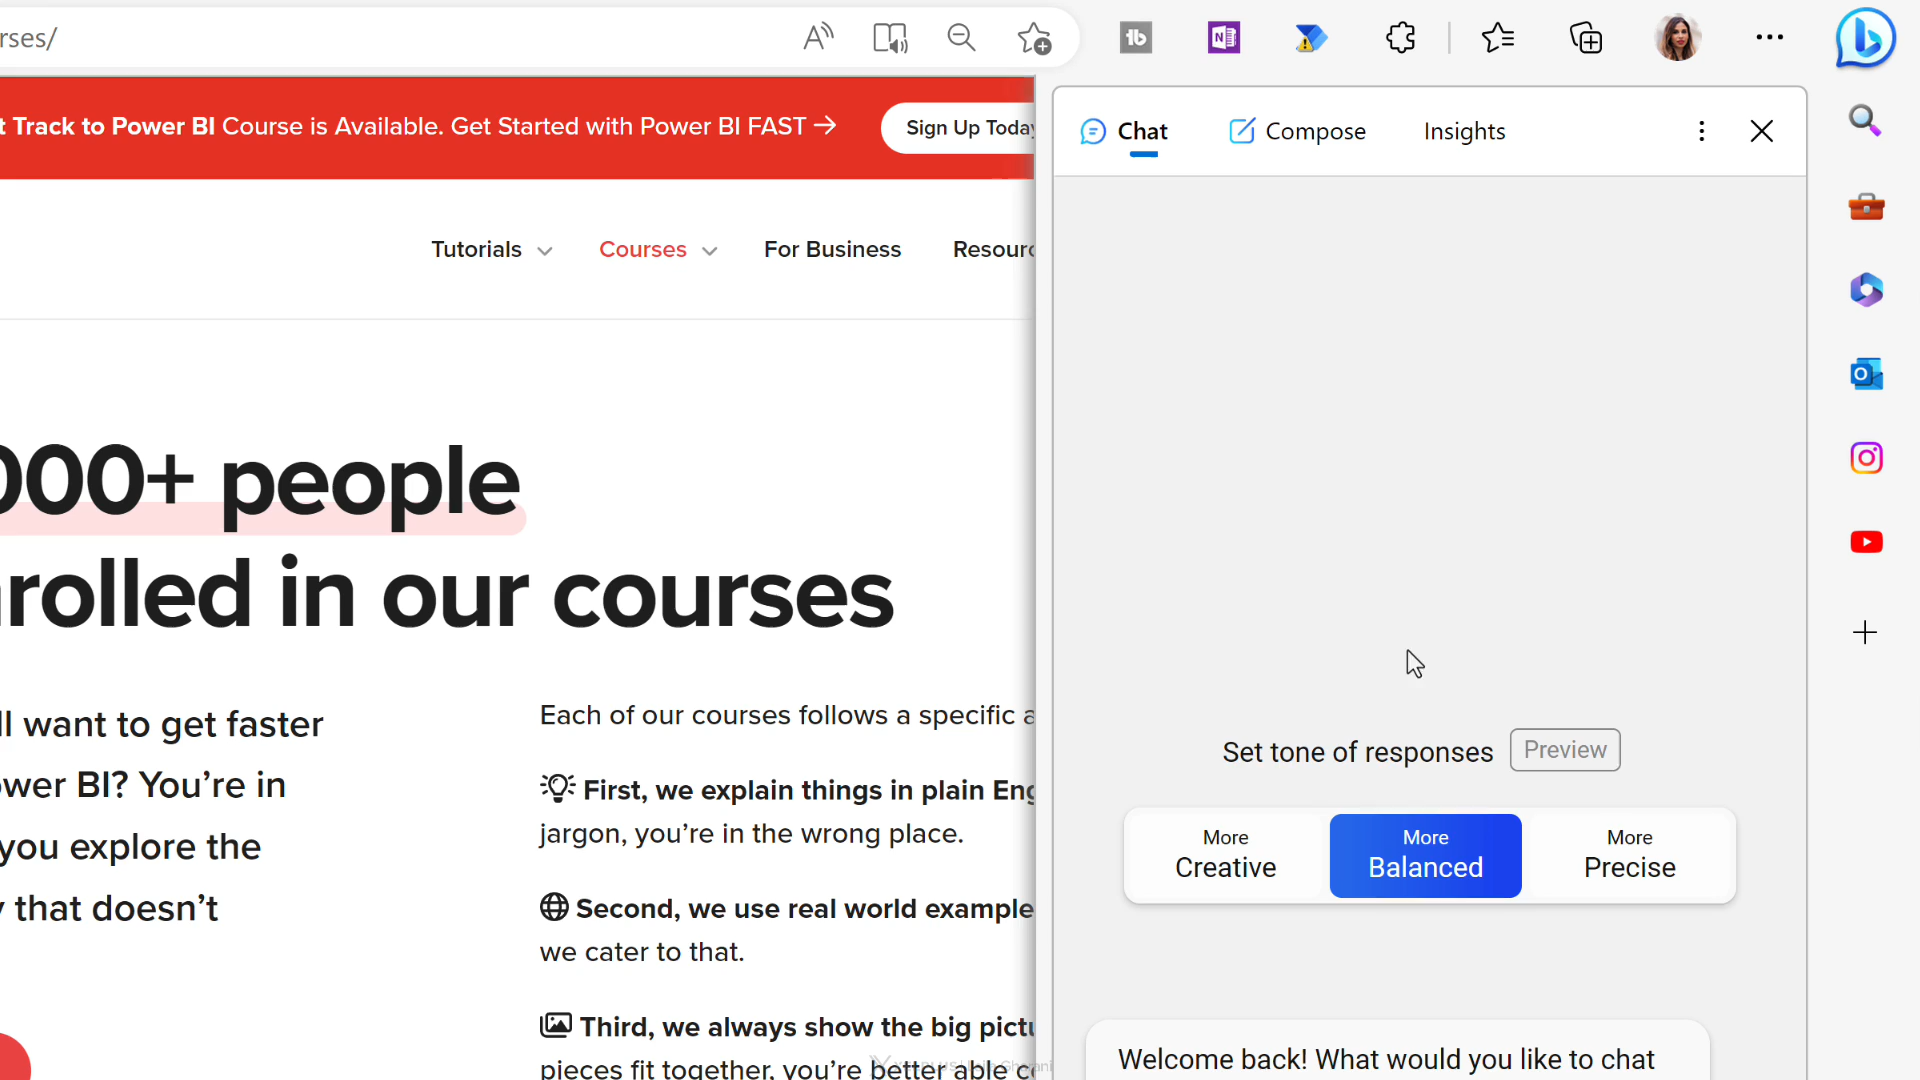 rses/
t Track to Power BI Course is Available. Get Started with Power BI FAST →
Sign Up Today
Tutorials
Courses
For Business
Resourc
000+ people
nrolled in our courses
ll want to get faster
ower BI? You're in
you explore the
y that doesn't
Each of our courses follows a specific a
First, we explain things in plain Eng
jargon, you're in the wrong place.
Second, we use real world example
we cater to that.
Third, we always show the big pictu
pieces fit together, you're better able co
Chat
Compose
Insights
Set tone of responses
Preview
More
Creative
More
Balanced
More
Precise
Welcome back! What would you like to chat